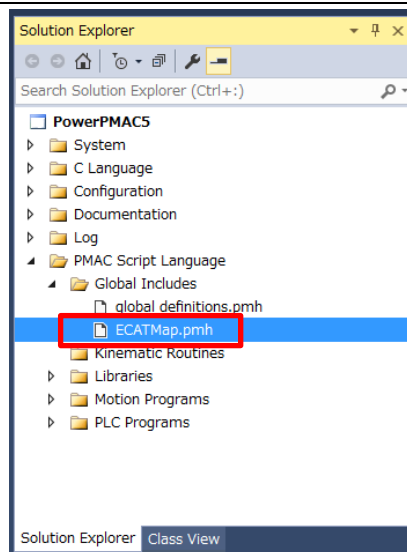 Solution Explorer
Search Solution Explorer (Ctrl+:)
PowerPMAC5
System
C Language
Configuration
Documentation
Log
PMAC Script Language
Global Includes
global definitions.pmh
ECATMap.pmh
Kinematic Routines
Libraries
Motion Programs
PLC Programs
Solution Explorer Class View